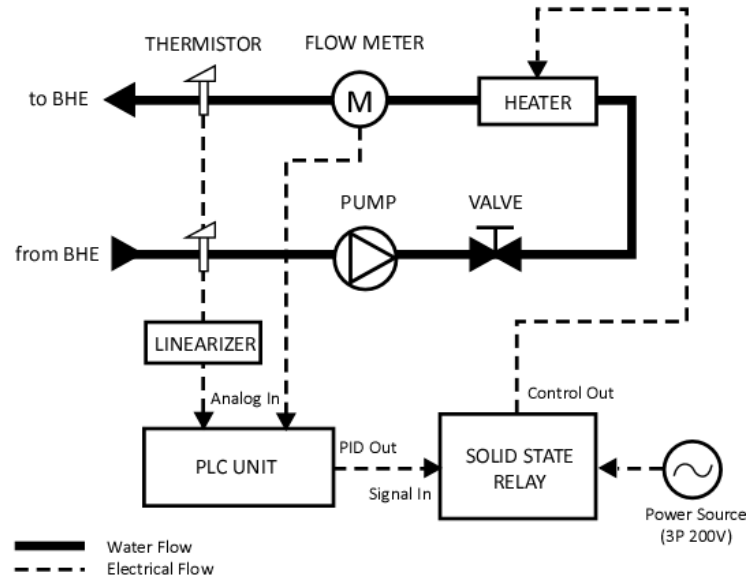 THERMISTOR
FLOW METER
to BHE
M
HEATER
PUMP
VALVE
from BHE
LINEARIZER
Analog In
Control Out
PLC UNIT
PID Out
Signal In
SOLID STATE
RELAY
Power Source
(3P 200V)
Water Flow
Electrical Flow